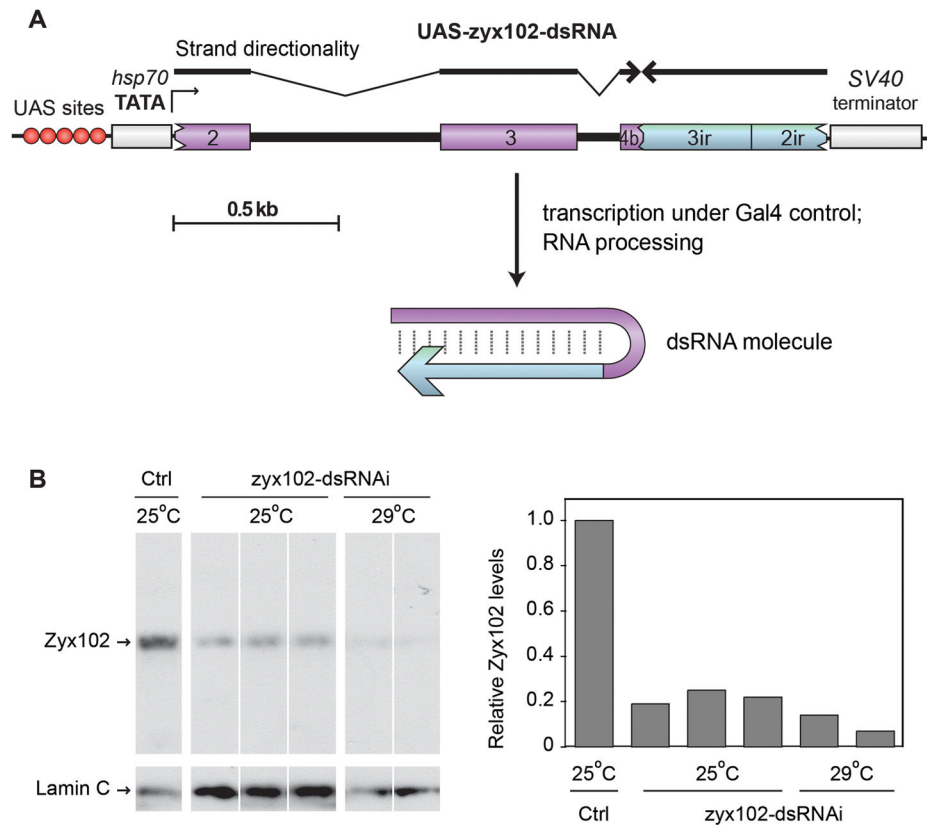 A
UAS-zyx102-dsRNA
Strand directionality
hsp70
TATA
SV40
terminator
UAS sites
2
3
4b
3ir
2ir
0.5 kb
transcription under Gal4 control;
RNA processing
dsRNA molecule
B
Ctrl
zyx102-dsRNAi
25°C
25°C
29°C
Zyx102→
Lamin C→
Relative Zyx102 levels
1.0
0.8
0.6
0.4
0.2
0
25°C
25°C
29°C
Ctrl
zyx102-dsRNAi